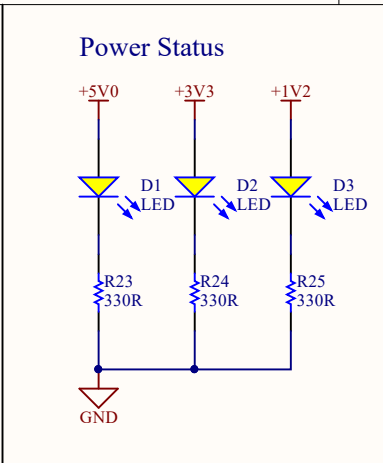 Power Status
+5V0
+3V3
+1V2
D1
LED
D2
LED
D3
LED
R23
330R
R24
330R
R25
330R
GND